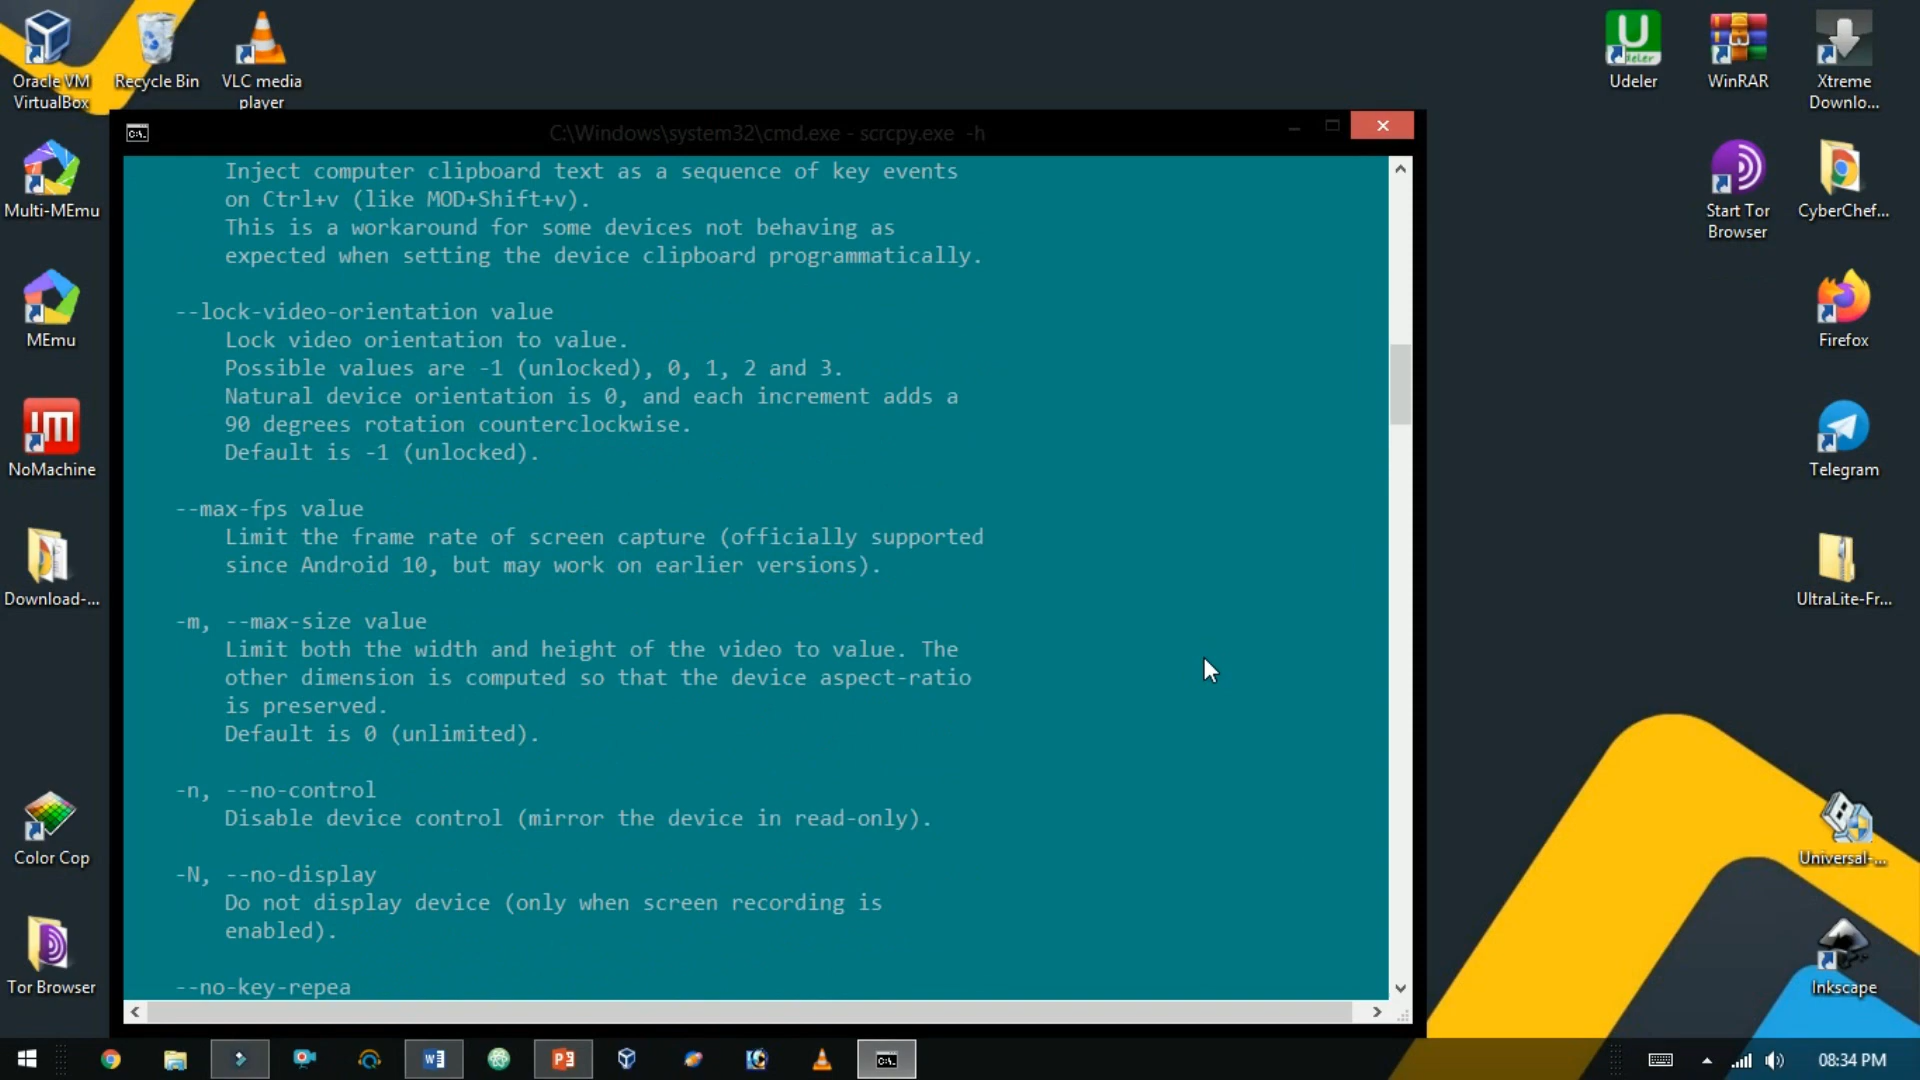 Oracle VM
VirtualBox
Recycle Bin
VLC media
player
Udeler
WinRAR
Xtreme
Downlo...
Multi-MEmu
MEmu
NoMachine
Download-...
Color Cop
Tor Browser
Start Tor
Browser
CyberChef...
Firefox
Telegram
UltraLite-Fr...
Universal-...
Inkscape
C:\Windows\system32\cmd.exe - scrcpy.exe -h
Inject computer clipboard text as a sequence of key events
on Ctrl+v (like MOD+Shift+v).
This is a workaround for some devices not behaving as
expected when setting the device clipboard programmatically.
--lock-video-orientation value
Lock video orientation to value.
Possible values are -1 (unlocked), 0, 1, 2 and 3.
Natural device orientation is 0, and each increment adds a
90 degrees rotation counterclockwise.
Default is -1 (unlocked).
--max-fps value
Limit the frame rate of screen capture (officially supported
since Android 10, but may work on earlier versions).
-m, --max-size value
Limit both the width and height of the video to value. The
other dimension is computed so that the device aspect-ratio
is preserved.
Default is 0 (unlimited).
-n, --no-control
Disable device control (mirror the device in read-only).
-N, --no-display
Do not display device (only when screen recording is
enabled).
--no-key-repea
08:34 PM